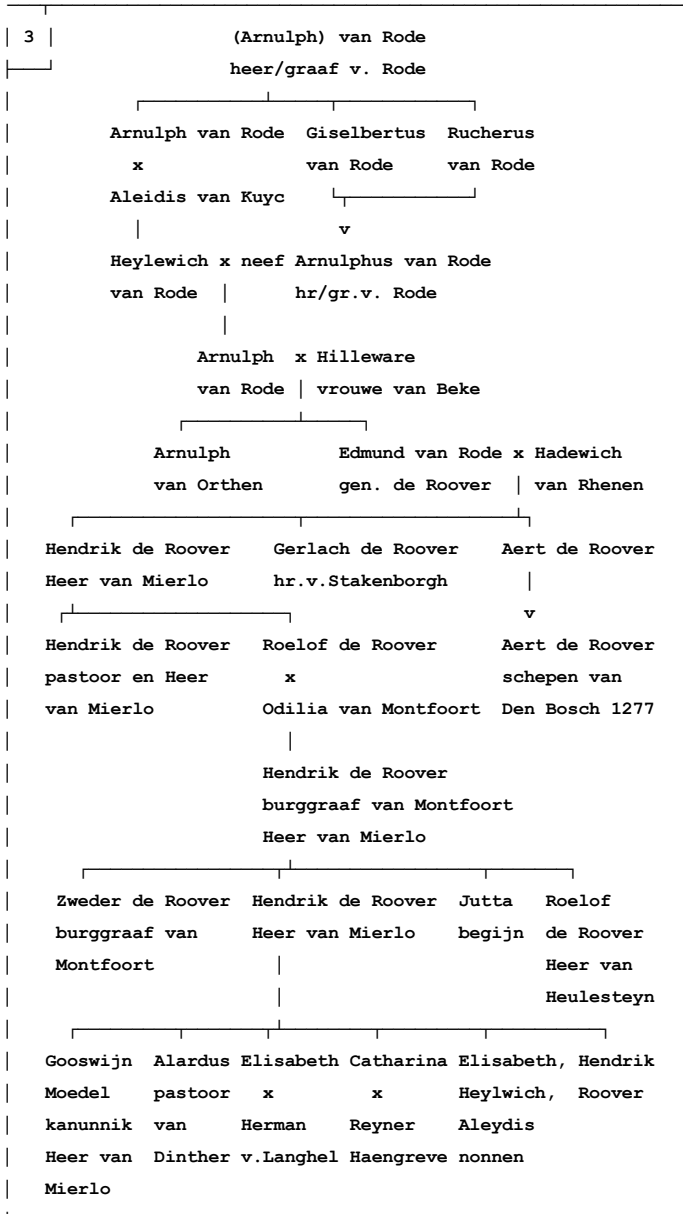 3 (Arnulph) van Rode
heer/graaf v. Rode
Arnulph van Rode Giselbertus Rucherus
x van Rode van Rode
Aleidis van Kuyc
v
Heylewich x neef Arnulphus van Rode
van Rode hr/gr.v. Rode
Arnulph x Hilleware
van Rode vrouwe van Beke
Arnulph Edmund van Rode x Hadewich
van Orthen gen. de Roover van Rhenen
Hendrik de Roover Gerlach de Roover Aert de Roover
Heer van Mierlo hr.v.Stakenborgh
v
Hendrik de Roover Roelof de Roover Aert de Roover
pastoor en Heer x schepen van
van Mierlo Odilia van Montfoort Den Bosch 1277
Hendrik de Roover
burggraaf van Montfoort
Heer van Mierlo
Zweder de Roover Hendrik de Roover Jutta Roelof
burggraaf van Heer van Mierlo begijn de Roover
Montfoort Heer van
Heulesteyn
Gooswijn Alardus Elisabeth Catharina Elisabeth, Hendrik
Moedel pastoor x x Heylwich, Roover
kanunnik van Herman Reyner Aleydis
Heer van Dinther v.Langhel Haengreve nonnen
Mierlo